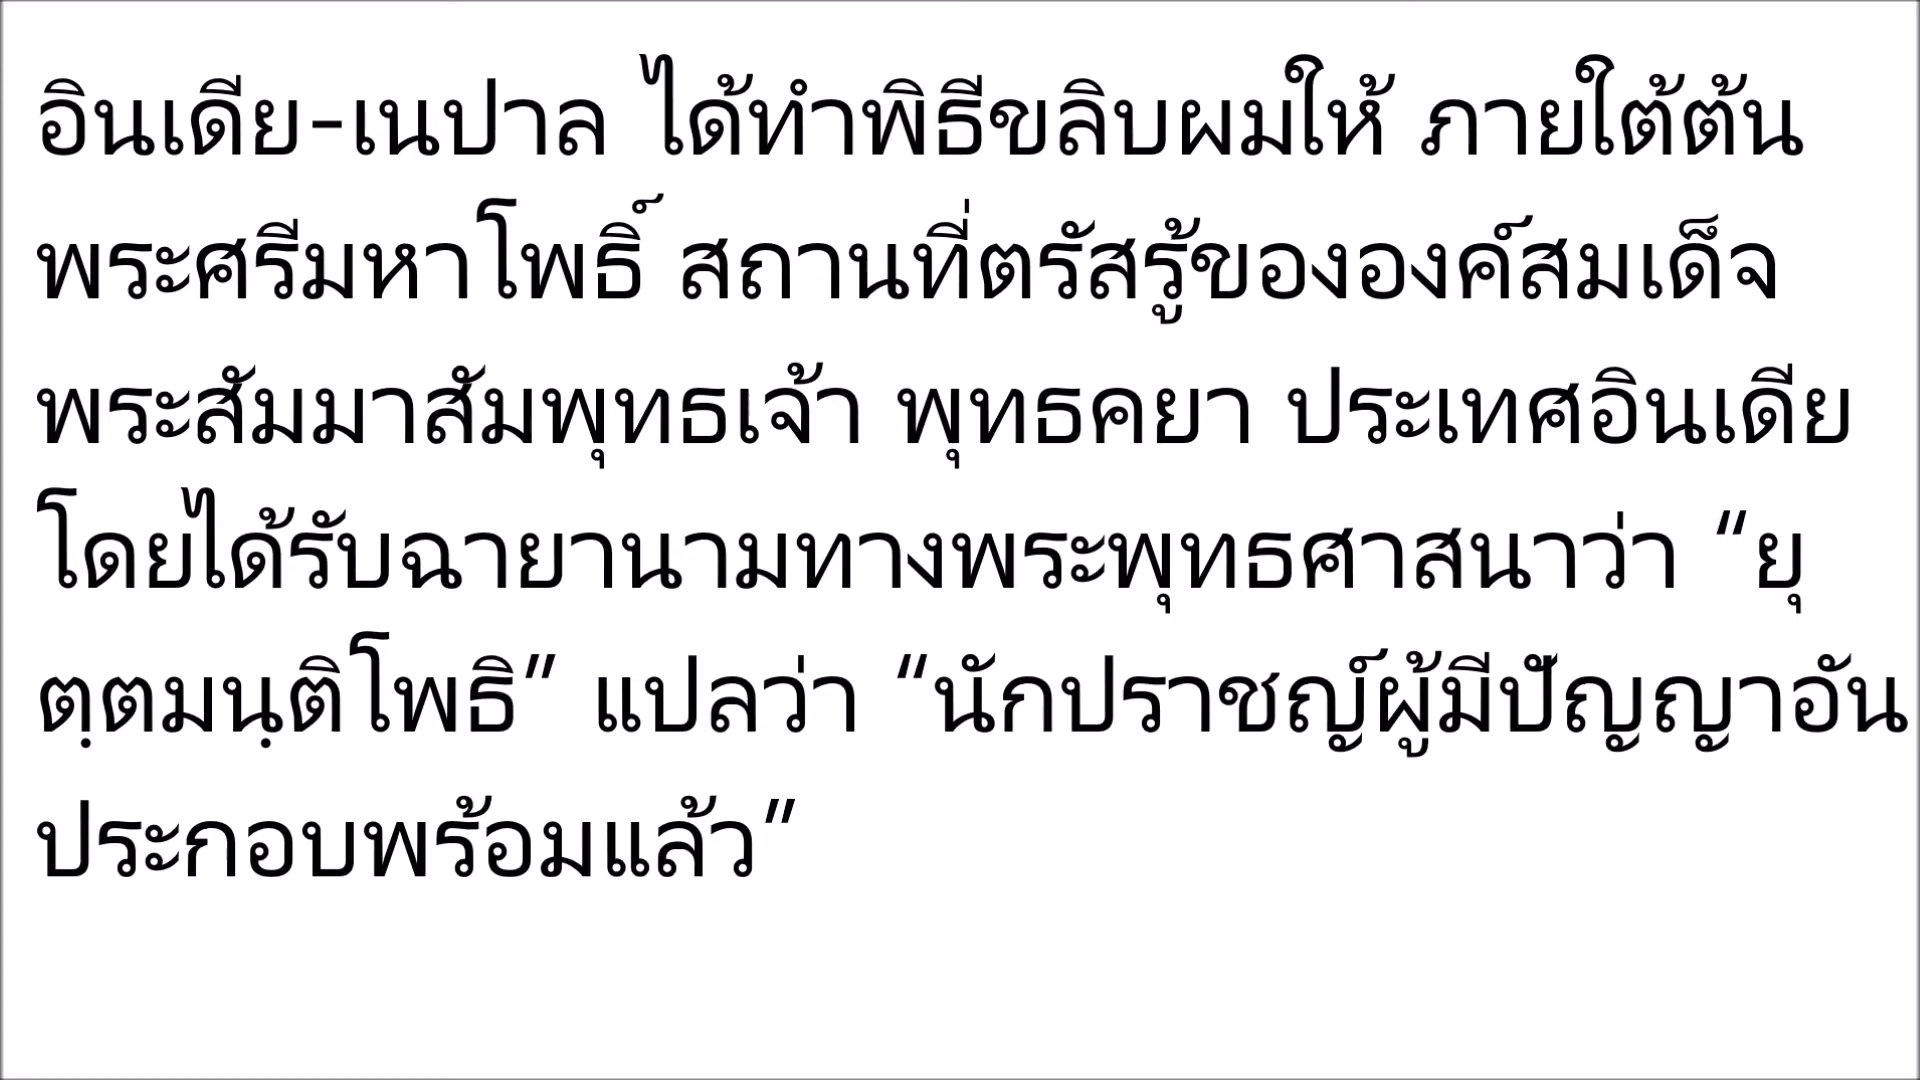 อินเดีย-เนปาล ได้ทำพิธีขลิบผมให้ ภายใต้ต้น
พระศรีมหาโพธิ์ สถานที่ตรัสรู้ขององค์สมเด็จ
พระสัมมาสัมพุทธเจ้า พุทธคยา ประเทศอินเดีย
โดยได้รับฉายานามทางพระพุทธศาสนาว่า “ยุ
ตฺตมนฺติโพธิ” แปลว่า “นักปราชญ์ผู้มีปัญญาอัน
ประกอบพร้อมแล้ว”